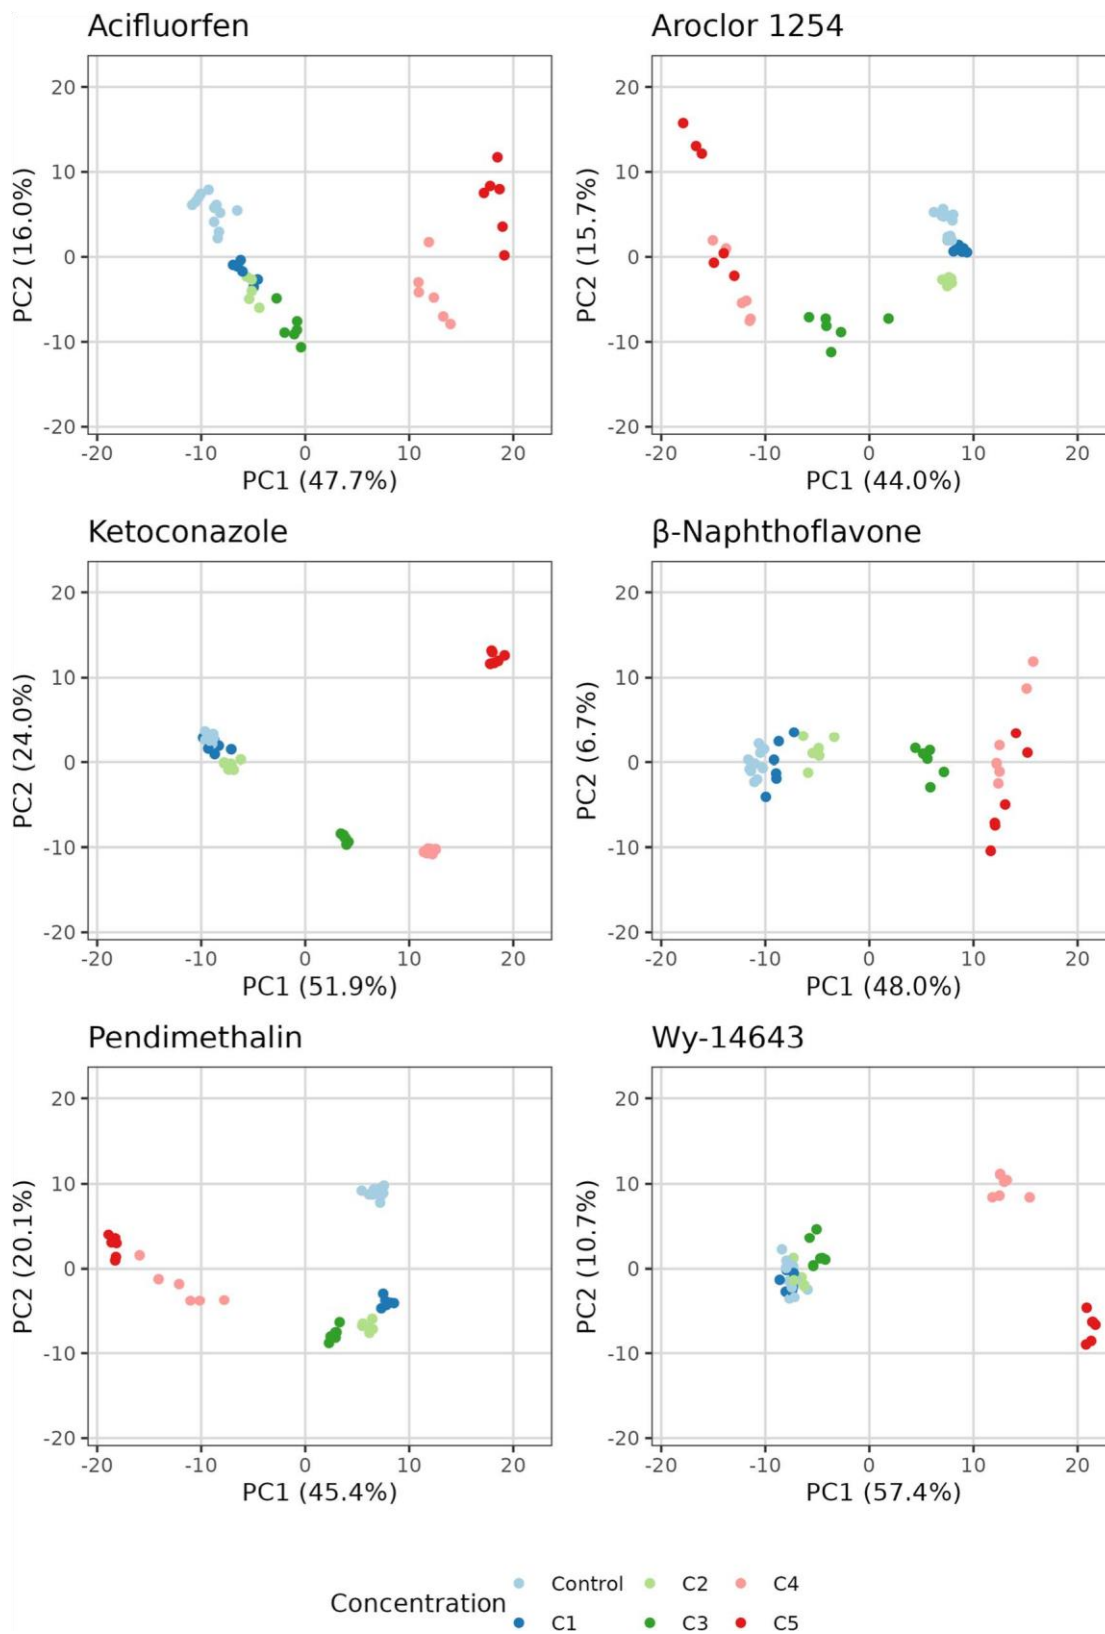 Acifluorfen
20
10
0
-10
-20
-20 -10 0 10 20
PC2 (16.0%)
PC1 (47.7%)
Aroclor 1254
20
10
0
-10
-20
-20 -10 0 10 20
PC2 (15.7%)
PC1 (44.0%)
Ketoconazole
20
10
0
-10
-20
-20 -10 0 10 20
PC2 (24.0%)
PC1 (51.9%)
β-Naphthoflavone
20
10
0
-10
-20
-20 -10 0 10 20
PC2 (6.7%)
PC1 (48.0%)
Pendimethalin
20
10
0
-10
-20
-20 -10 0 10 20
PC2 (20.1%)
PC1 (45.4%)
Wy-14643
20
10
0
-10
-20
-20 -10 0 10 20
PC2 (10.7%)
PC1 (57.4%)
Concentration
Control C2 C4
C1 C3 C5